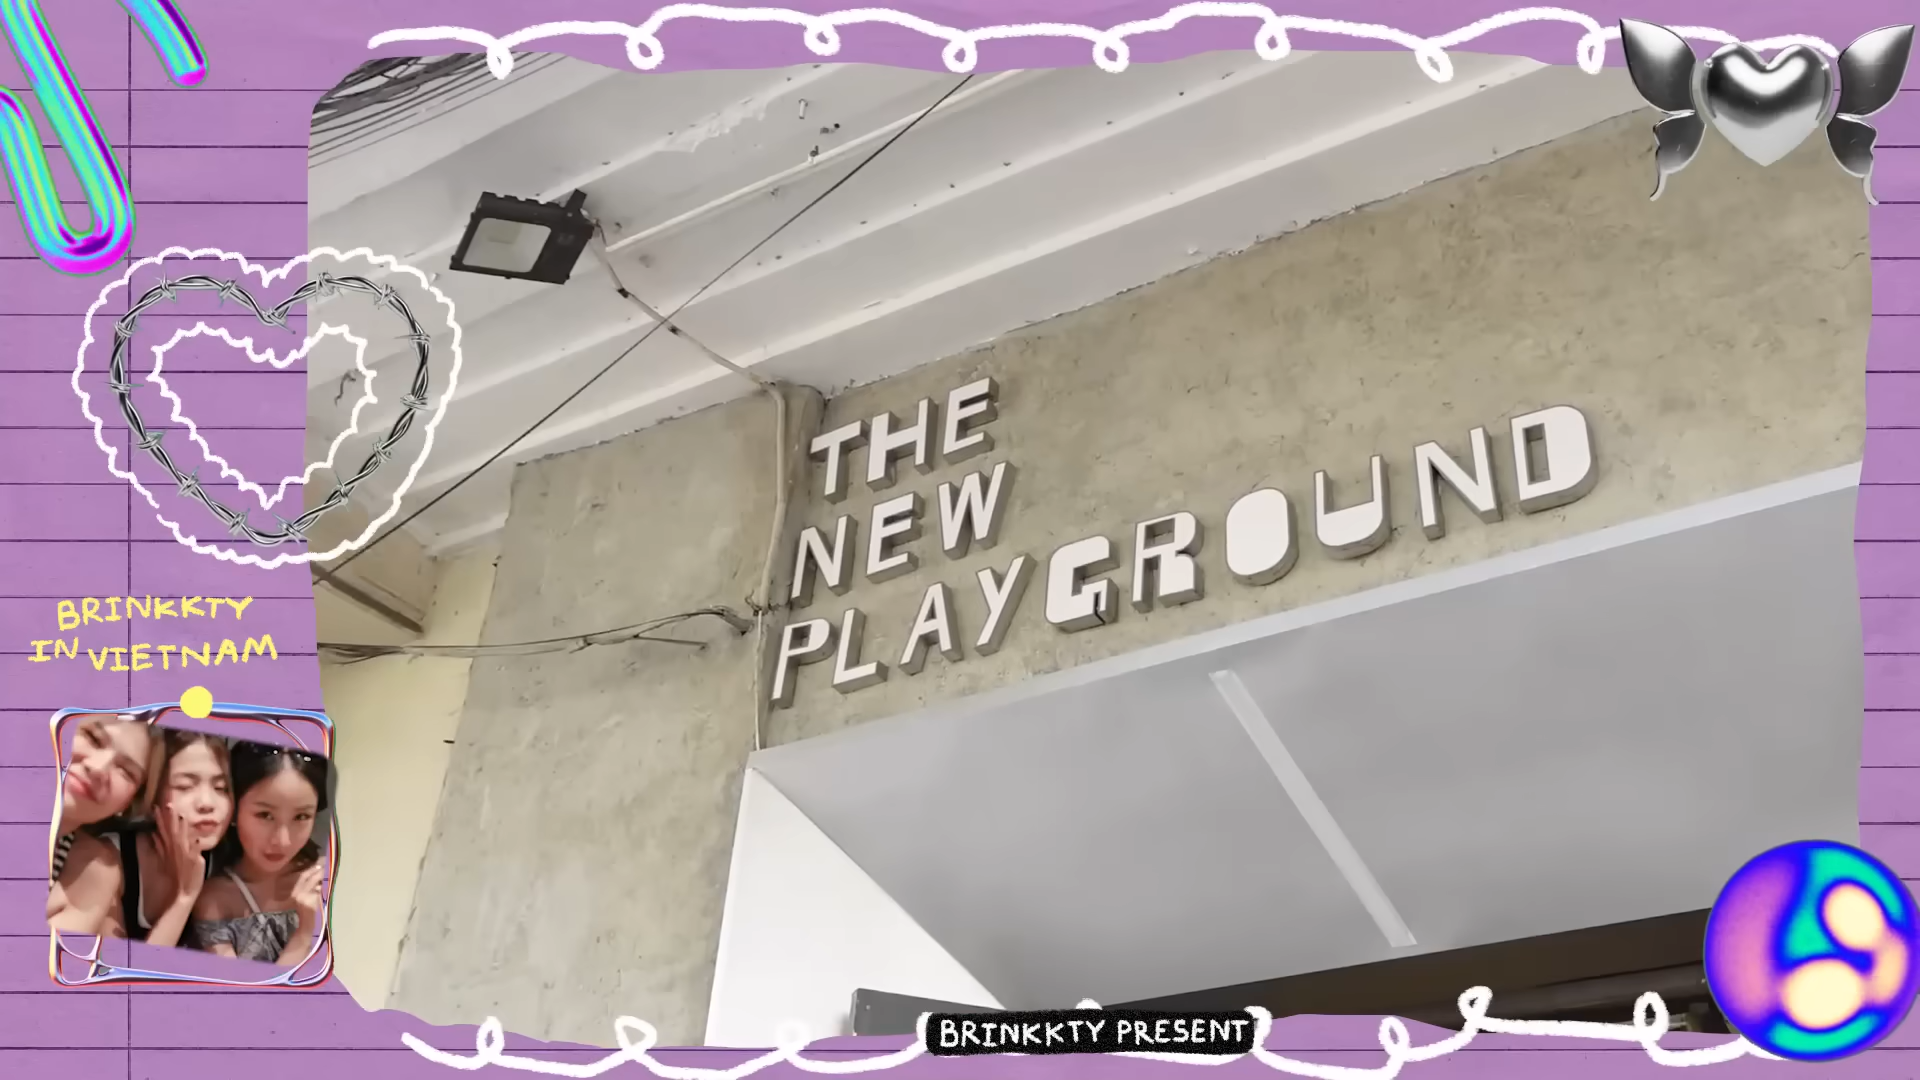 THE
NEW
PLAYGROUND
BRINKKTY
IN VIETNAM
BRINKKTY PRESENT